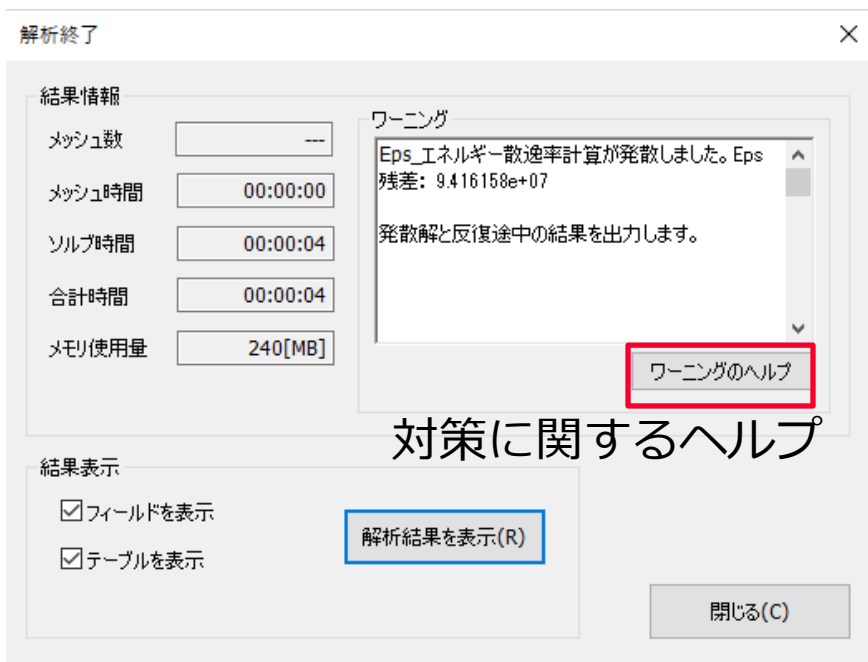 解析終了
結果情報
メッシュ数
---
メッシュ時間
00:00:00
ソルブ時間
00:00:04
合計時間
00:00:04
メモリ使用量
240[MB]
ワーニング
Eps_エネルギー散逸率計算が発散しました。Eps
残差: 9.416158e+07
発散解と反復途中の結果を出力します。
ワーニングのヘルプ
対策に関するヘルプ
結果表示
フィールドを表示
テーブルを表示
解析結果を表示(R)
閉じる(C)